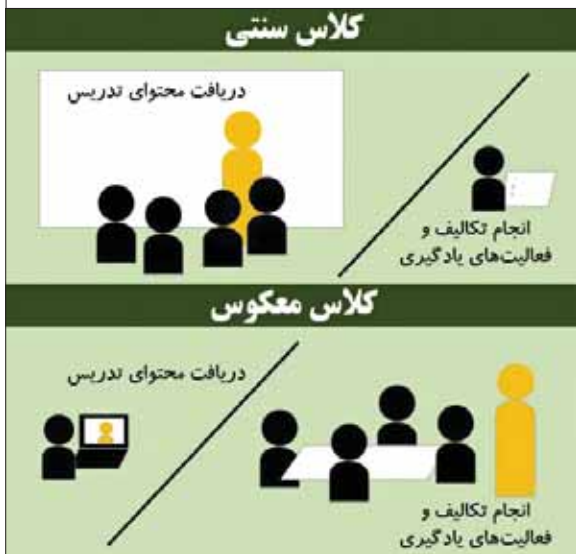 کلاس سنتی
دریافت محتوای تدریس
انجام تکالیف و
فعالیت‌های یادگیری
کلاس معکوس
دریافت محتوای تدریس
انجام تکالیف و
فعالیت‌های یادگیری